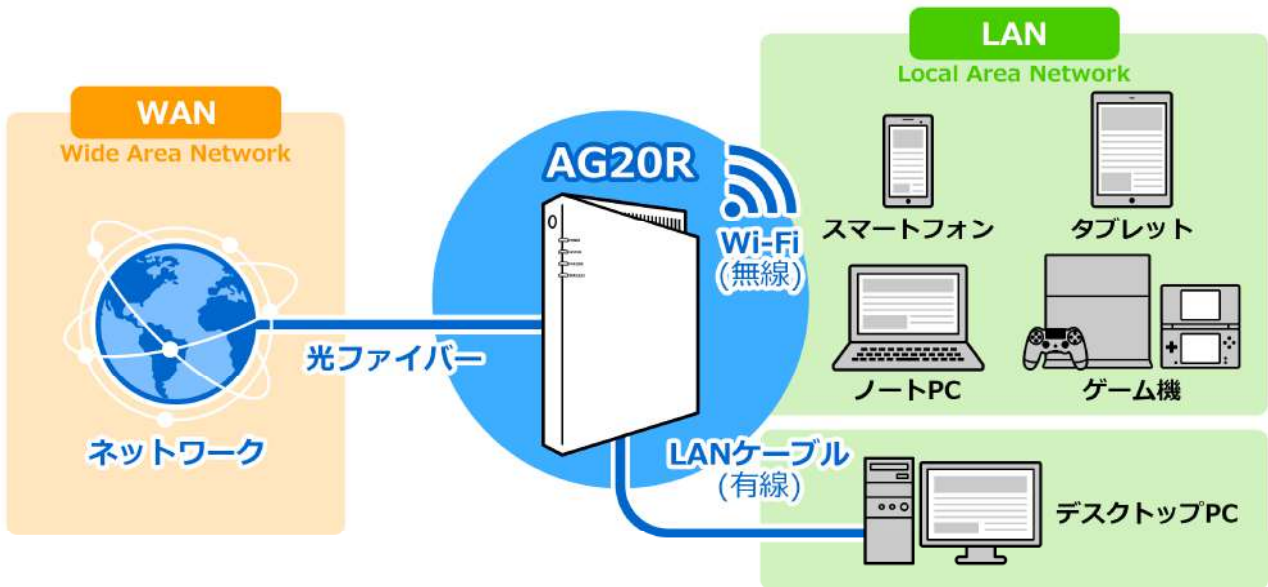 WAN
Wide Area Network
ネットワーク
光ファイバー
AG20R
Wi-Fi
(無線)
LANケーブル
(有線)
LAN
Local Area Network
スマートフォン
タブレット
ノートPC
ゲーム機
デスクトップPC